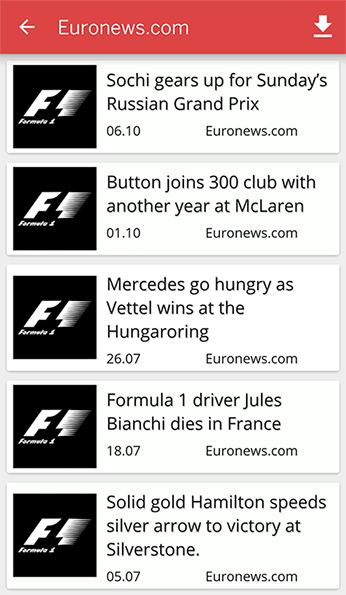 Euronews.com
Sochi gears up for Sunday’s
Russian Grand Prix
06.10 Euronews.com
F1
Formula 1
Button joins 300 club with
another year at McLaren
01.10 Euronews.com
F1
Formula 1
Mercedes go hungry as
Vettel wins at the
Hungaroring
26.07 Euronews.com
F1
Formula 1
Formula 1 driver Jules
Bianchi dies in France
18.07 Euronews.com
F1
Formula 1
Solid gold Hamilton speeds
silver arrow to victory at
Silverstone.
05.07 Euronews.com
F1
Formula 1